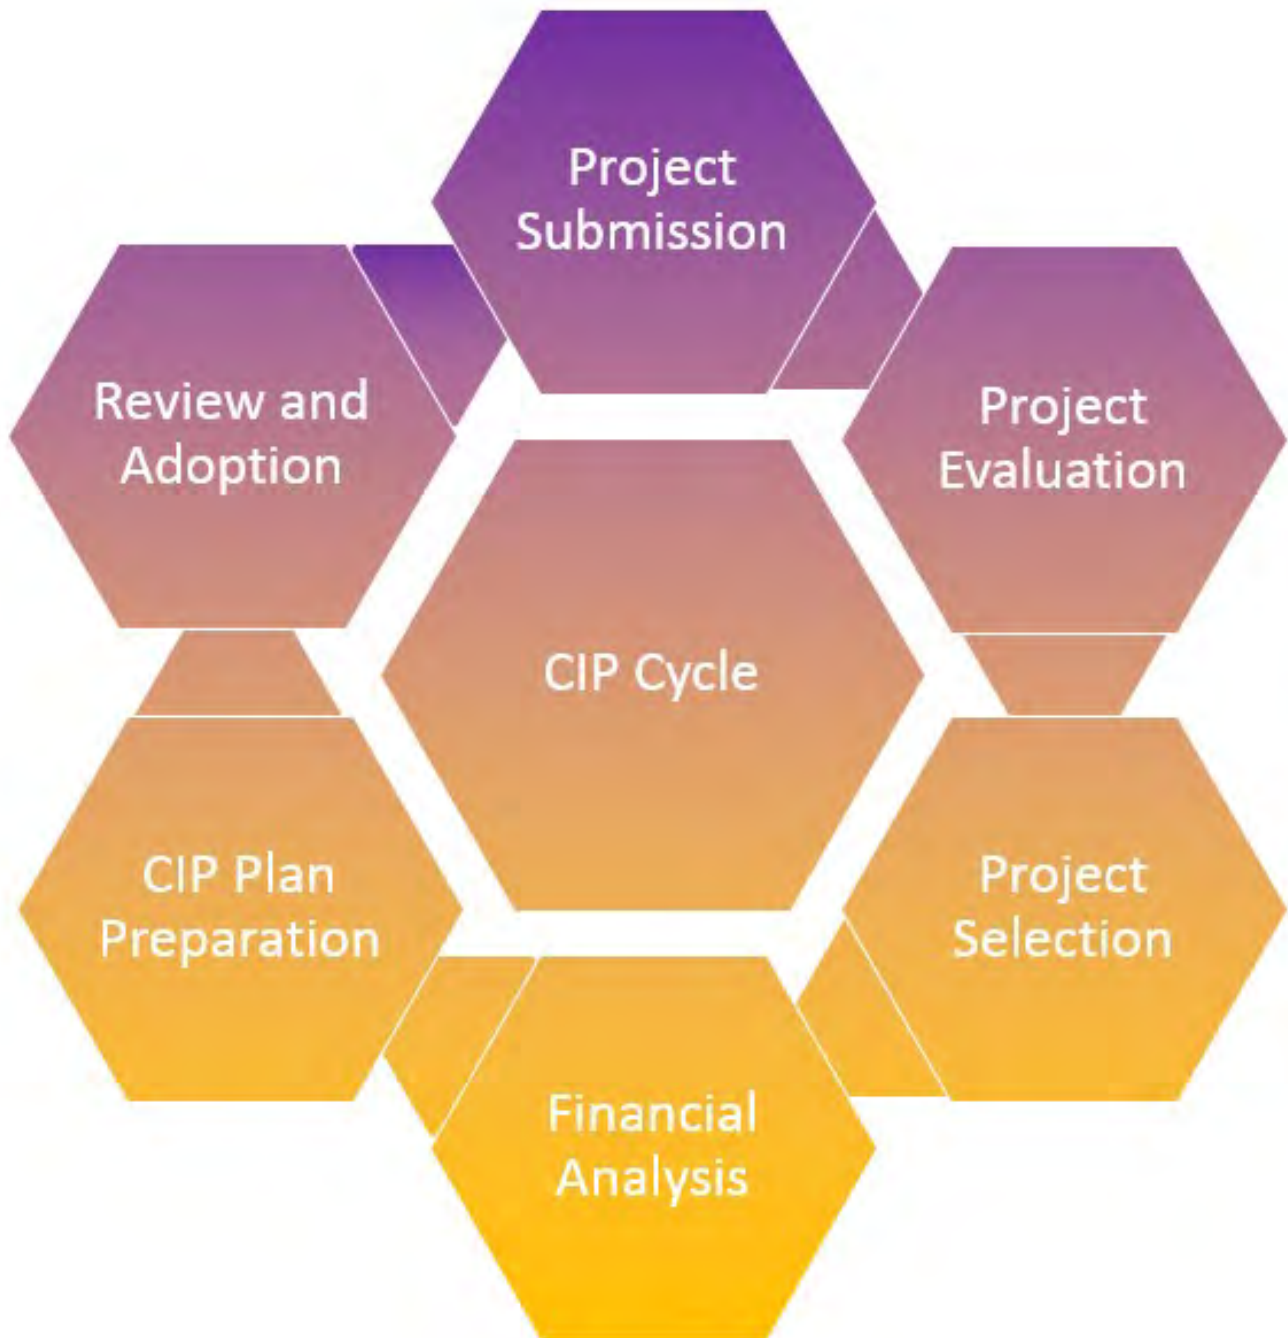 Project
Submission
Project
Evaluation
Project
Selection
Financial
Analysis
CIP Plan
Preparation
Review and
Adoption
CIP Cycle